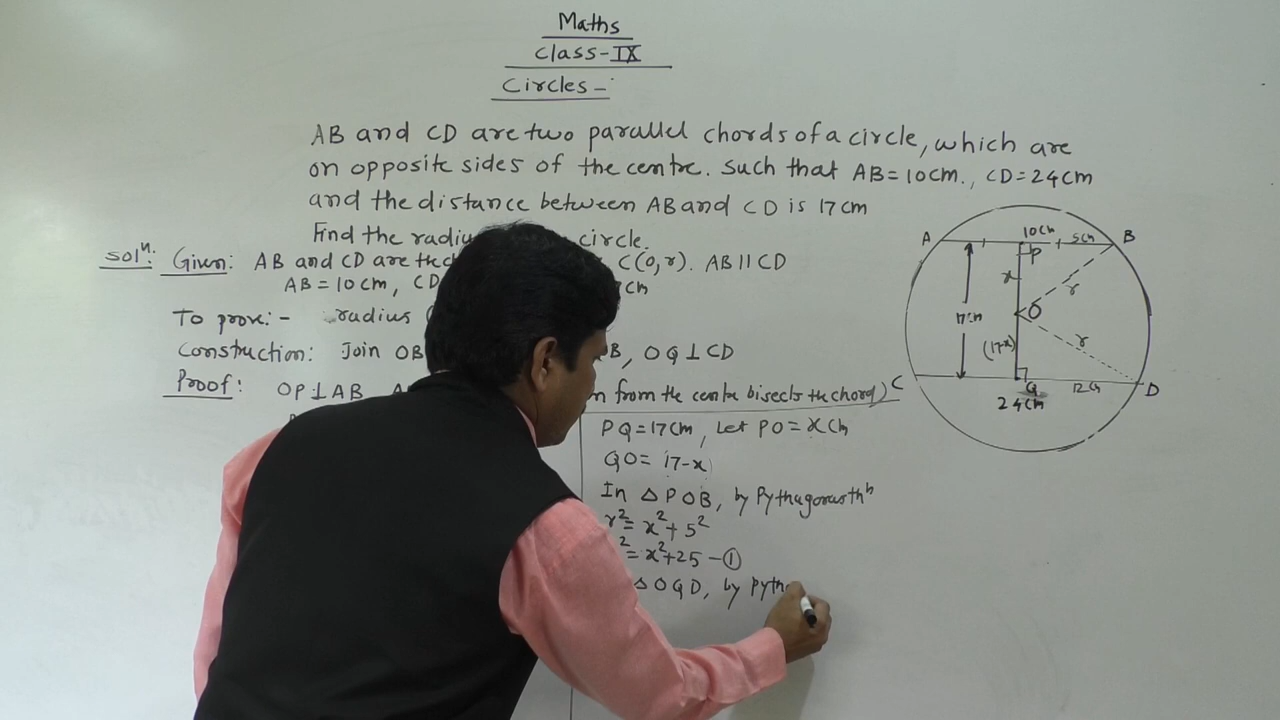 Maths
Class-IX
Circles -
AB and CD are two parallel chords of a circle, which are
on opposite sides of the centre. Such that AB = 10cm., CD = 24cm
and the distance between AB and CD is 17cm
Find the circle.
Solⁿ: Given: AB and CD are C(O,r). AB || CD
AB = 10cm, CD
To prove:- radius
Construction: Join OB OQ ⊥ CD
Proof: OP ⊥ AB from the centre bisects the chord)
PQ = 17cm, Let PO = x cm
QO = 17-x
In △POB, by Pythagorus thᵐ
r² = x² + 5²
² = x² + 25 - ①
△OQD, by Pyth
10cm
A
5cm
B
P
x
r
17cm
O
(17-x)
r
C
Q
12cm
D
24cm